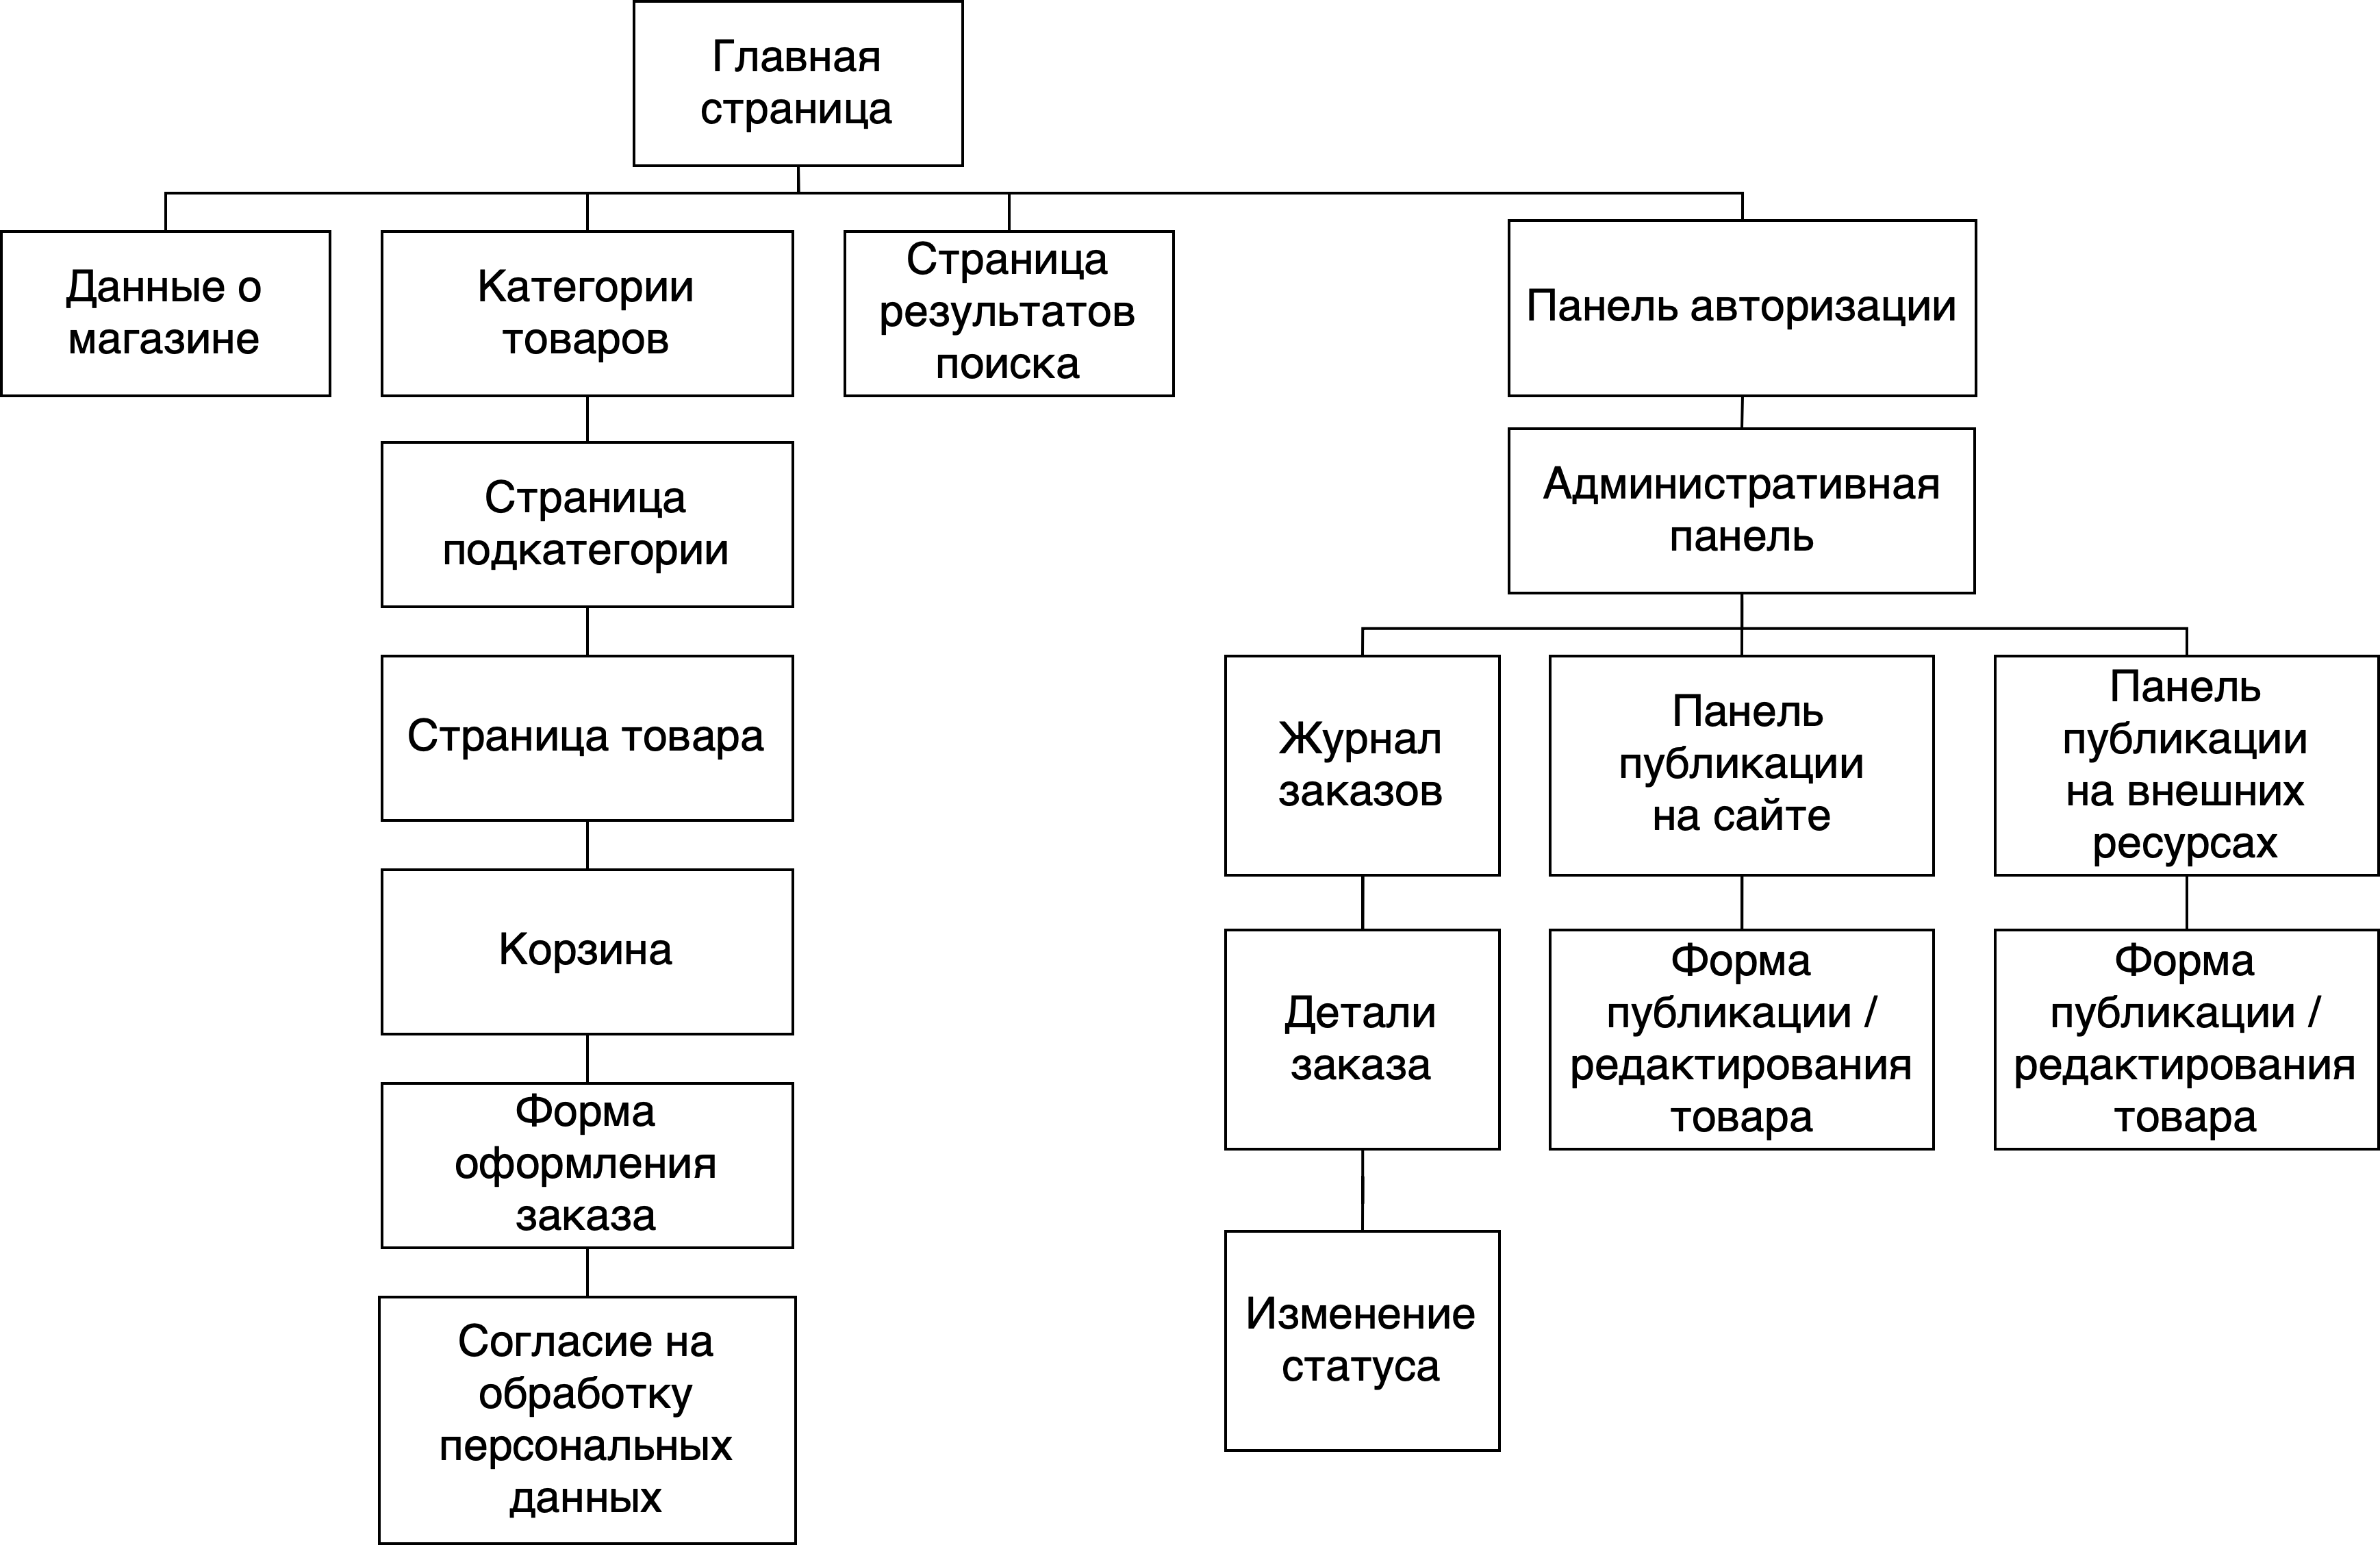 Главная
страница
Данные о
магазине
Категории
товаров
Страница
результатов
поиска
Панель авторизации
Страница
подкатегории
Административная
панель
Страница товара
Журнал
заказов
Панель
публикации
на сайте
Панель
публикации
на внешних
ресурсах
Корзина
Детали
заказа
Форма
публикации /
редактирования
товара
Форма
публикации /
редактирования
товара
Форма
оформления
заказа
Изменение
статуса
Согласие на
обработку
персональных
данных